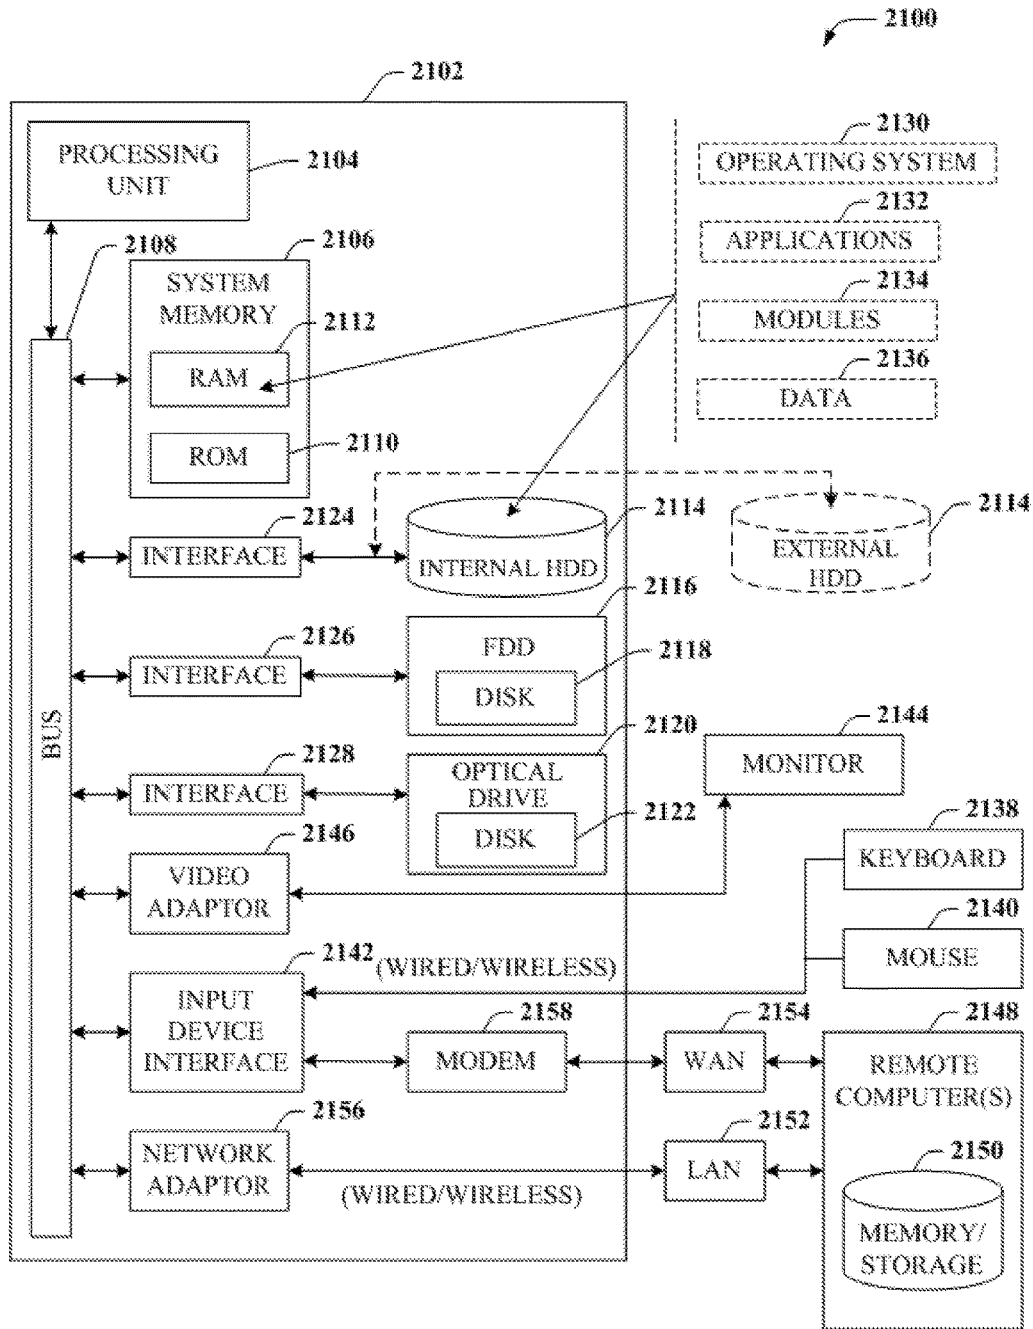 2100
2102
2130
OPERATING SYSTEM
PROCESSING
UNIT
2104
2132
APPLICATIONS
2108
2106
SYSTEM
MEMORY
2134
MODULES
2112
RAM
2136
DATA
2110
ROM
2124
INTERFACE
2114
INTERNAL HDD
2114
EXTERNAL
HDD
2116
FDD
2126
INTERFACE
2118
DISK
BUS
2120
OPTICAL
DRIVE
2144
MONITOR
2128
INTERFACE
2122
DISK
2146
VIDEO
ADAPTOR
2138
KEYBOARD
2140
MOUSE
2142
(WIRED/WIRELESS)
INPUT
DEVICE
INTERFACE
2158
MODEM
2154
WAN
2148
REMOTE
COMPUTER(S)
2156
NETWORK
ADAPTOR
(WIRED/WIRELESS)
2152
LAN
2150
MEMORY/
STORAGE